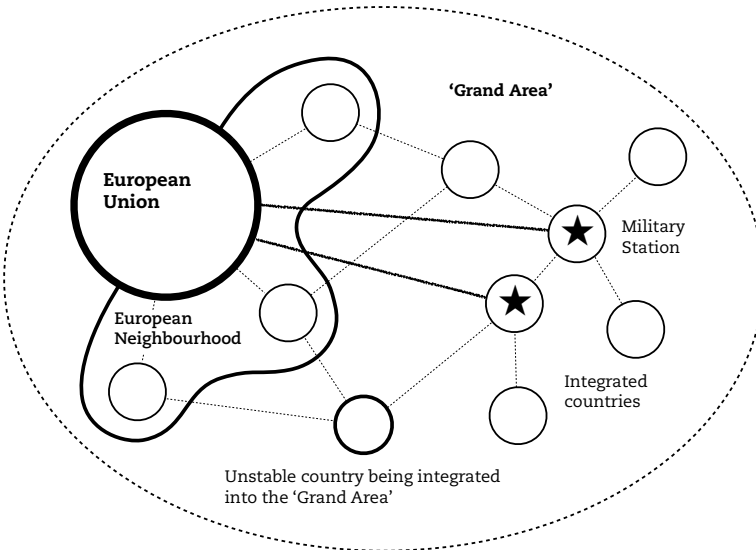 ‘Grand Area’
European
Union
Military
Station
European
Neighbourhood
Integrated
countries
Unstable country being integrated
into the ‘Grand Area’